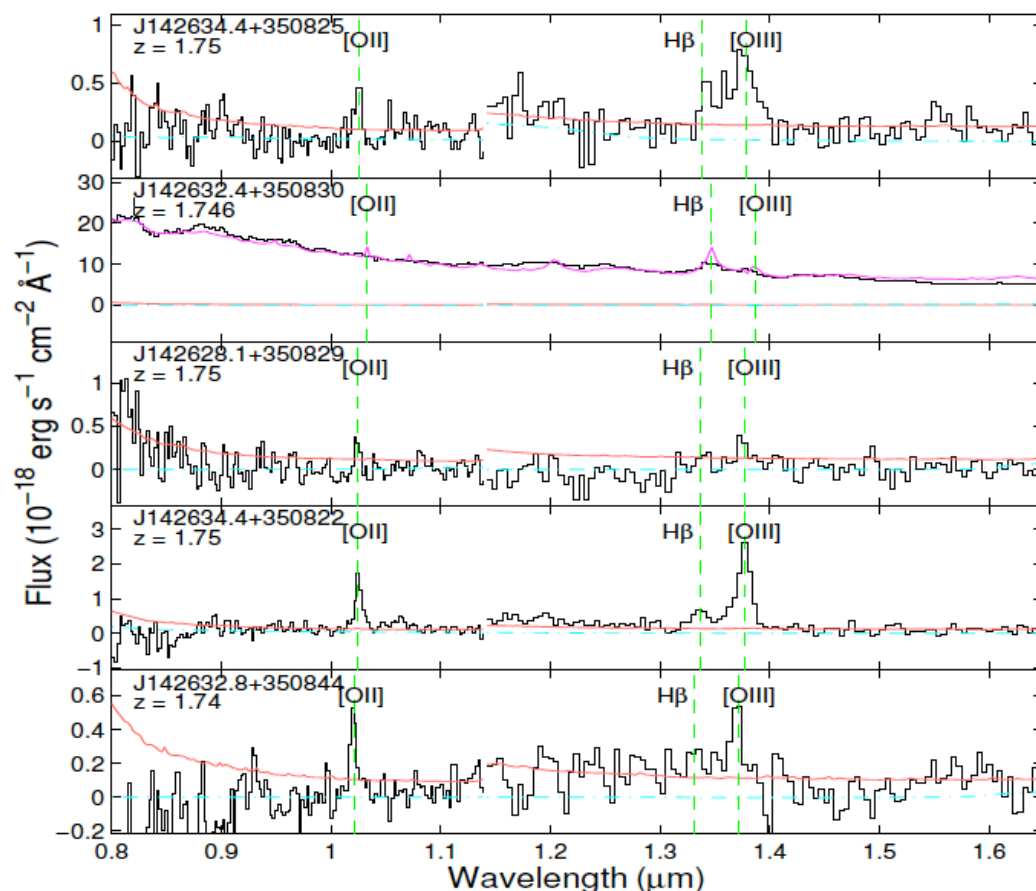 J142634.4+350825
z = 1.75
[OII]
Hβ
[OIII]
1
0.5
0
J142632.4+350830
z = 1.746
[OII]
Hβ
[OIII]
30
20
10
0
J142628.1+350829
z = 1.75
[OII]
Hβ
[OIII]
1
0.5
0
J142634.4+350822
z = 1.75
[OII]
Hβ
[OIII]
3
2
1
0
−1
J142632.8+350844
z = 1.74
[OII]
Hβ
[OIII]
0.6
0.4
0.2
0
−0.2
0.8 0.9 1 1.1 1.2 1.3 1.4 1.5 1.6
Wavelength (μm)
Flux (10−18 erg s−1 cm−2 Å−1)